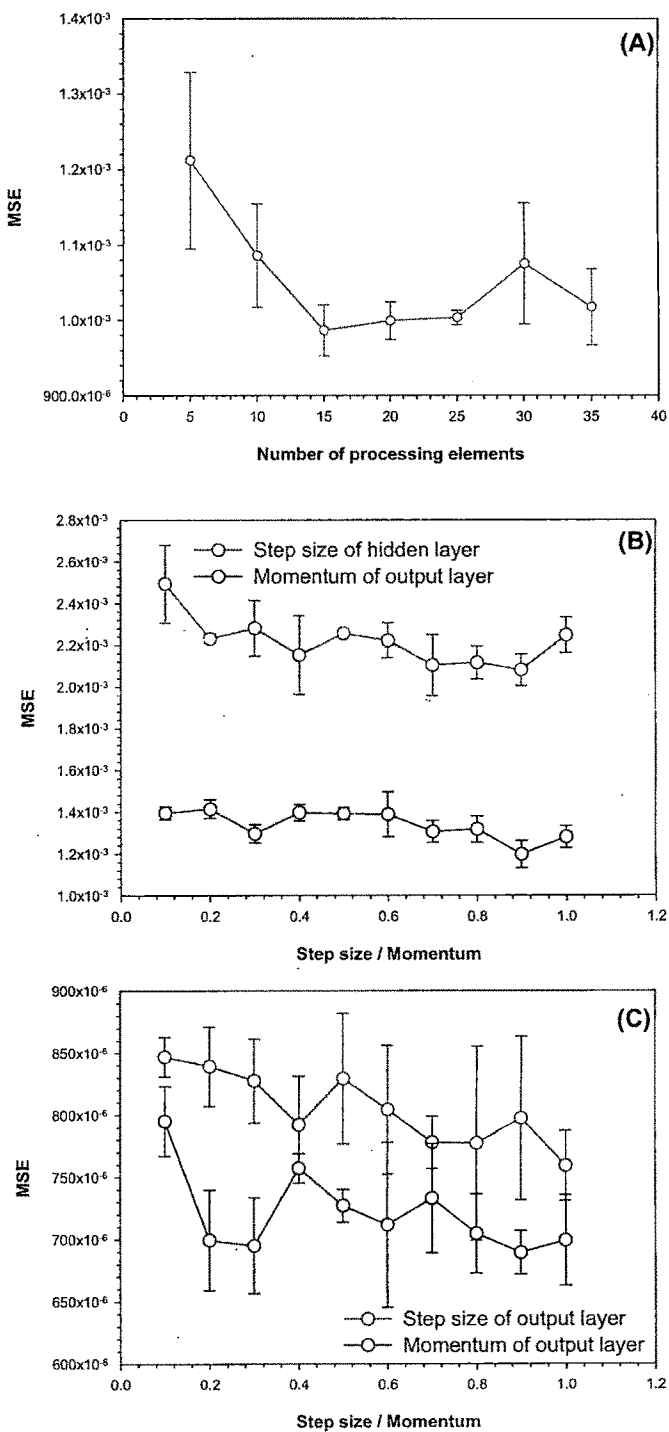 (A)
MSE
1.4x10-3
1.3x10-3
1.2x10-3
1.1x10-3
1.0x10-3
900.0x10-6
0 5 10 15 20 25 30 35 40
Number of processing elements
(B)
Step size of hidden layer
Momentum of output layer
MSE
2.8x10-3
2.6x10-3
2.4x10-3
2.2x10-3
2.0x10-3
1.8x10-3
1.6x10-3
1.4x10-3
1.2x10-3
1.0x10-3
0.0 0.2 0.4 0.6 0.8 1.0 1.2
Step size / Momentum
(C)
MSE
900x10-6
850x10-6
800x10-6
750x10-6
700x10-6
650x10-6
600x10-6
Step size of output layer
Momentum of output layer
0.0 0.2 0.4 0.6 0.8 1.0 1.2
Step size / Momentum